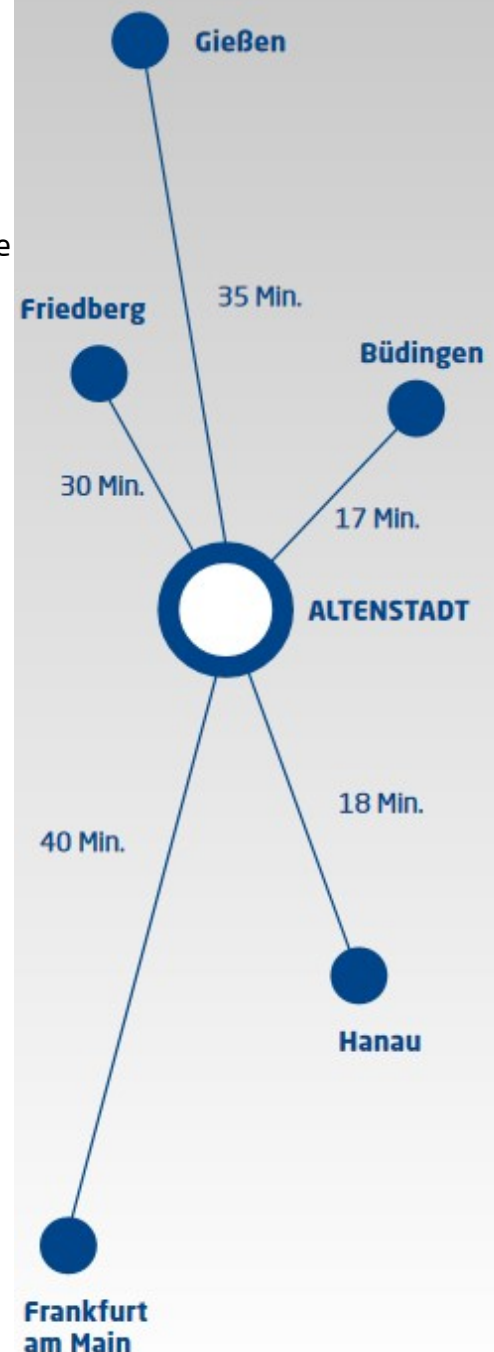 Gießen
e
35 Min.
Friedberg
Büdingen
30 Min.
17 Min.
ALTENSTADT
18 Min.
40 Min.
Hanau
Frankfurt
am Main